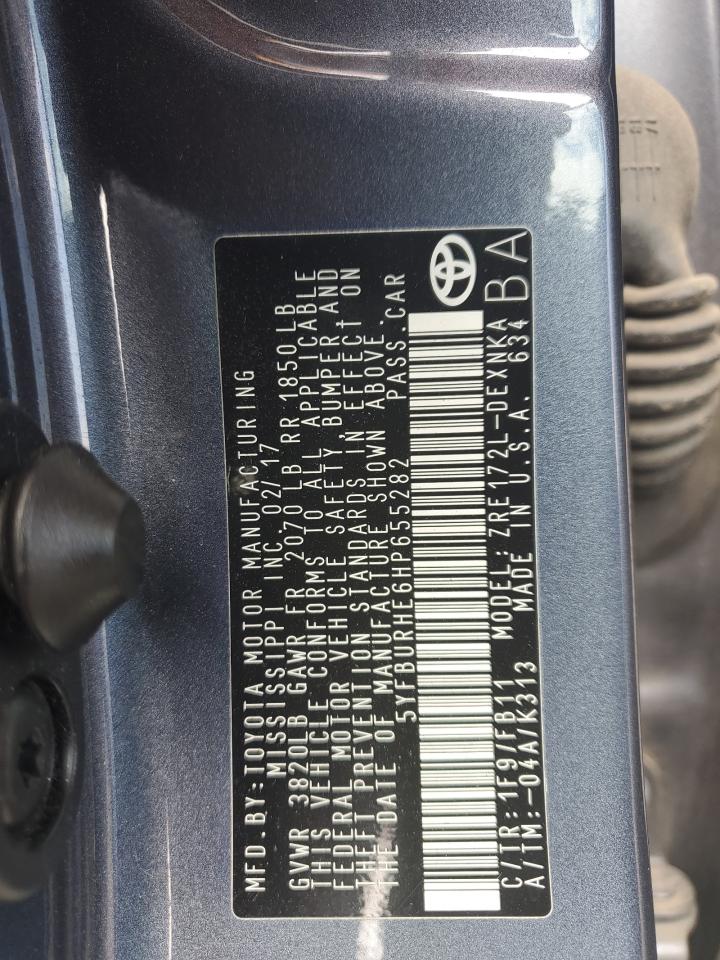 MFD.BY:TOYOTA MOTOR MANUFACTURING
MISSISSIPPI INC 02/17
GVWR 3820LB GAWR FR 2070 LB RR 1850 LB
THIS VEHICLE CONFORMS TO ALL APPLICABLE
FEDERAL MOTOR VEHICLE SAFETY, BUMPER AND
THEFT PREVENTION STANDARDS IN EFFECT ON
THE DATE OF MANUFACTURE SHOWN ABOVE.
5YFBURHE6HP655282 PASS.CAR
C/TR:1F9/FB11 MODEL:ZRE172L-DEXNKA
A/TM:-04A/K313 MADE IN U.S.A. 634
BA